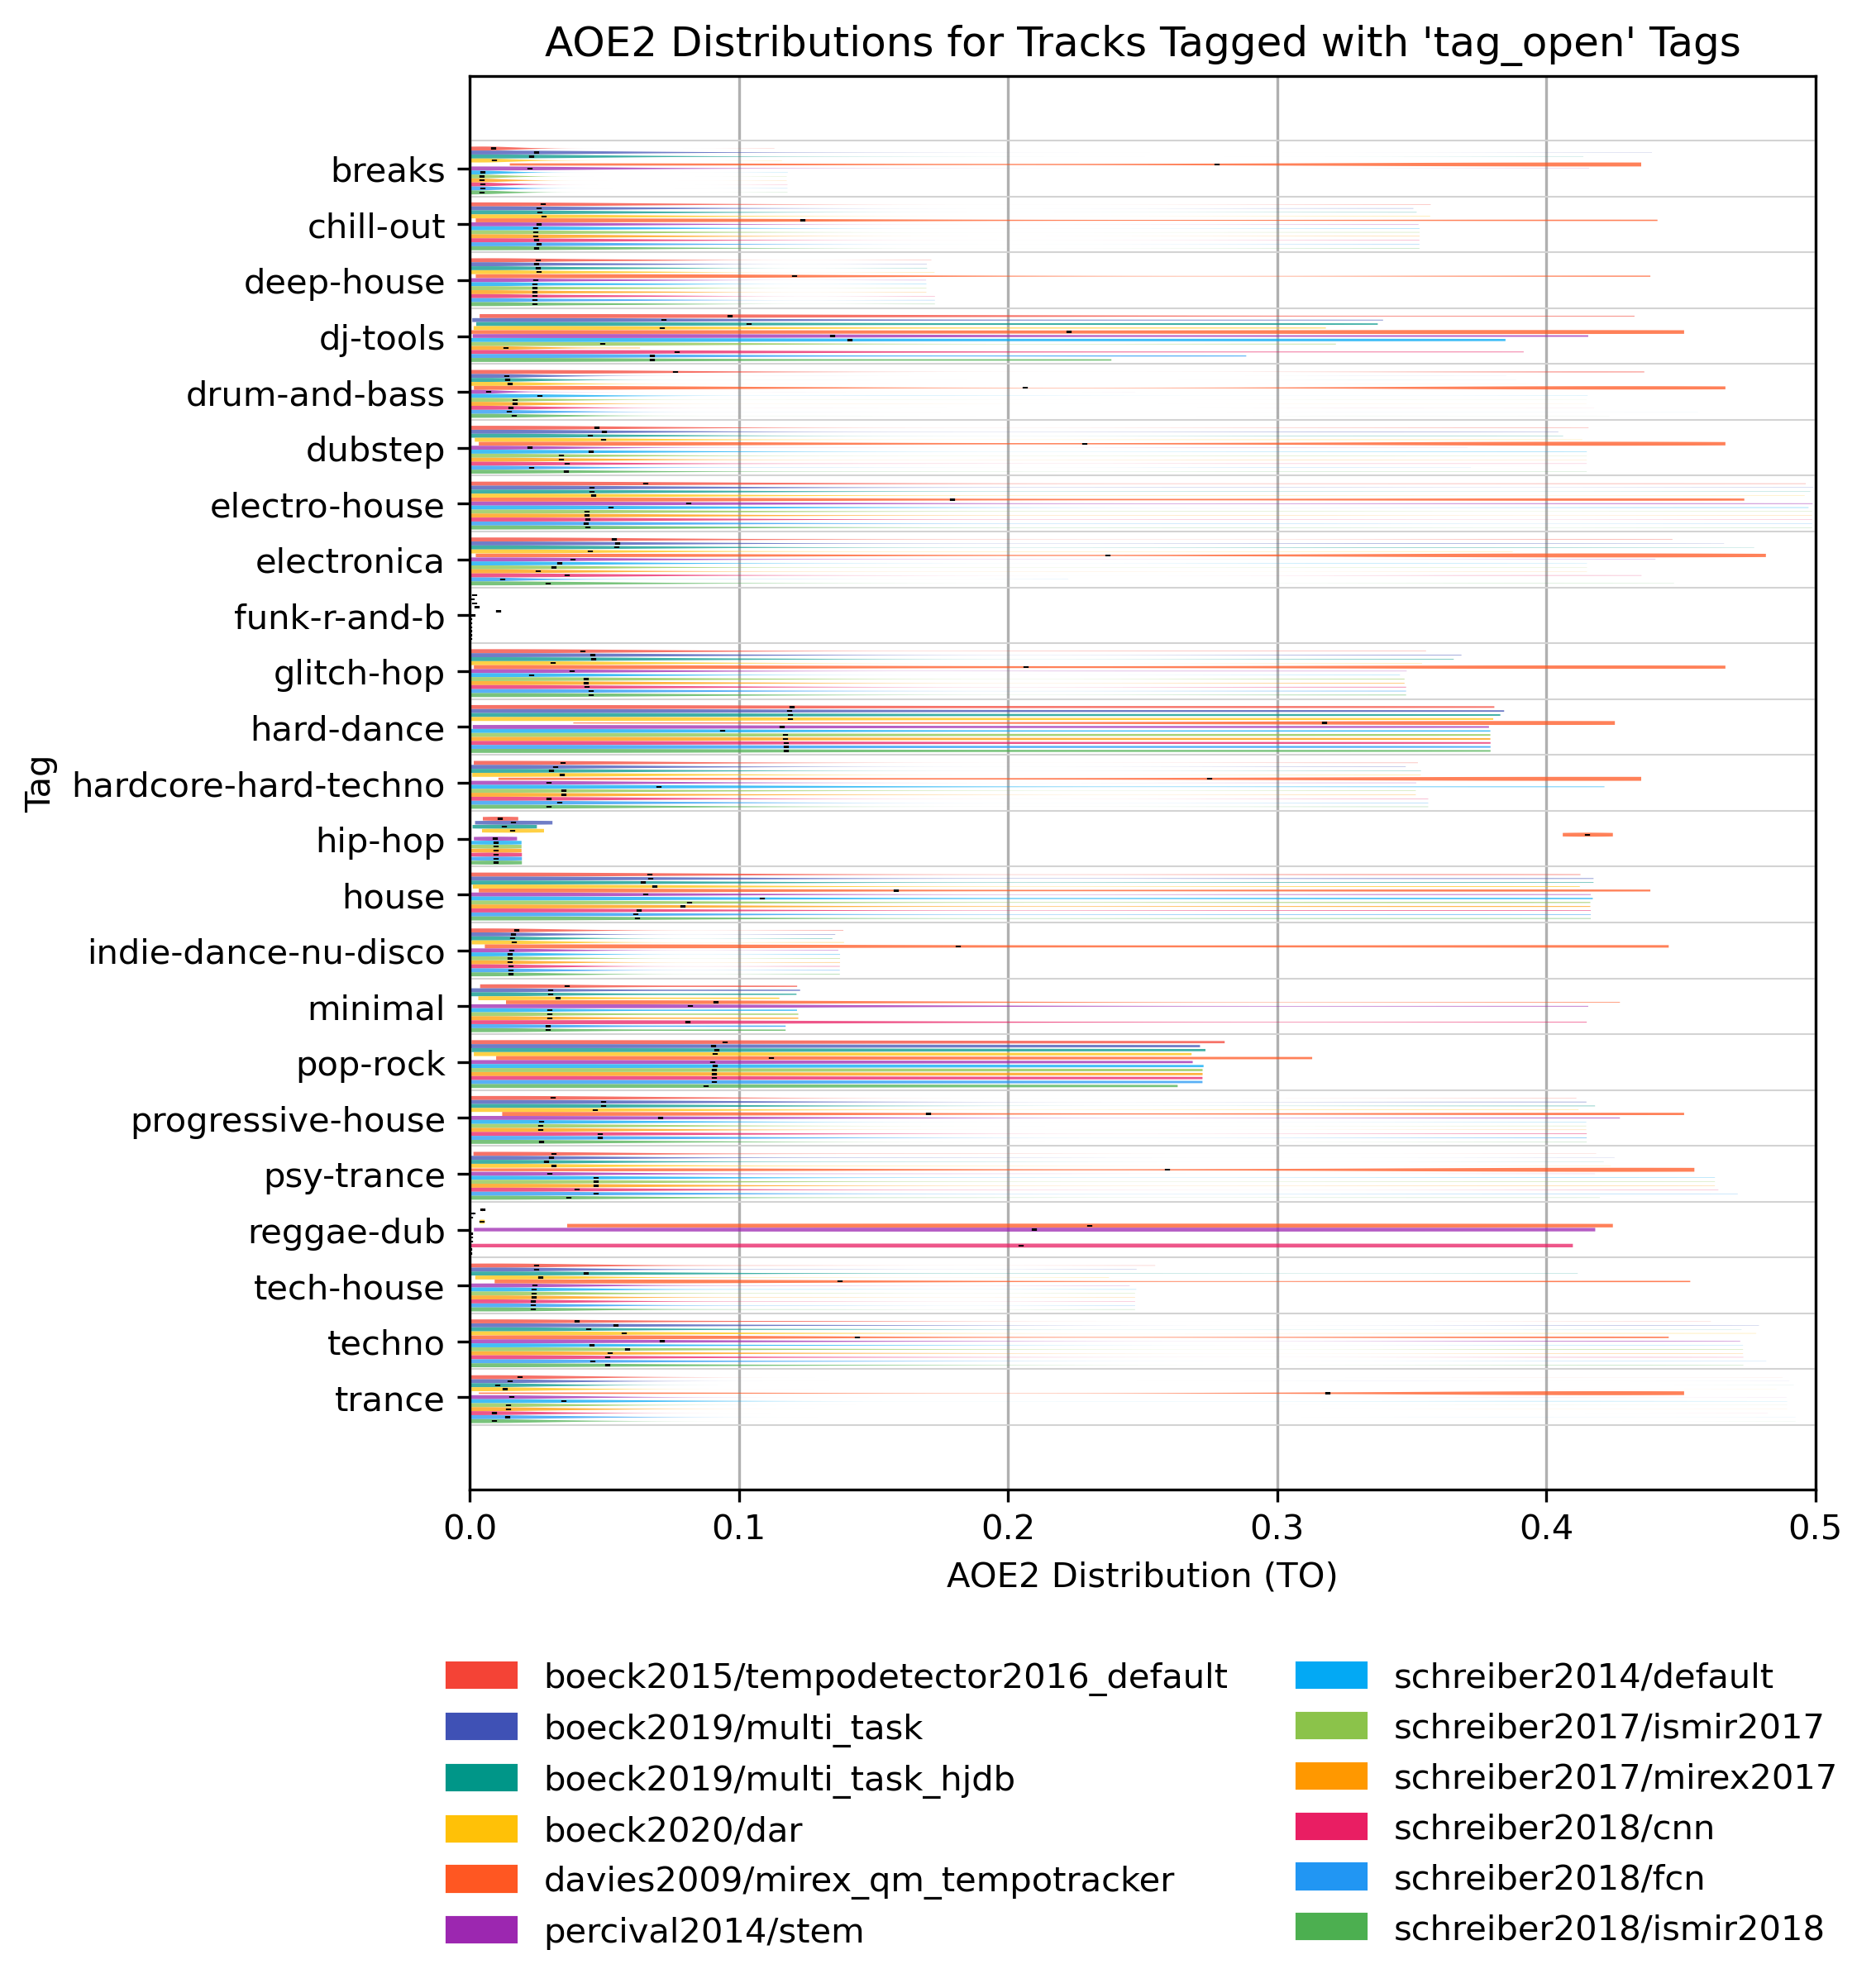 AOE2 Distributions for Tracks Tagged with 'tag_open' Tags
breaks
chill-out
deep-house
dj-tools
drum-and-bass
dubstep
electro-house
electronica
funk-r-and-b
glitch-hop
hard-dance
hardcore-hard-techno
hip-hop
house
indie-dance-nu-disco
minimal
pop-rock
progressive-house
psy-trance
reggae-dub
tech-house
techno
trance
Tag
0.0 0.1 0.2 0.3 0.4 0.5
AOE2 Distribution (TO)
boeck2015/tempodetector2016_default
boeck2019/multi_task
boeck2019/multi_task_hjdb
boeck2020/dar
davies2009/mirex_qm_tempotracker
percival2014/stem
schreiber2014/default
schreiber2017/ismir2017
schreiber2017/mirex2017
schreiber2018/cnn
schreiber2018/fcn
schreiber2018/ismir2018